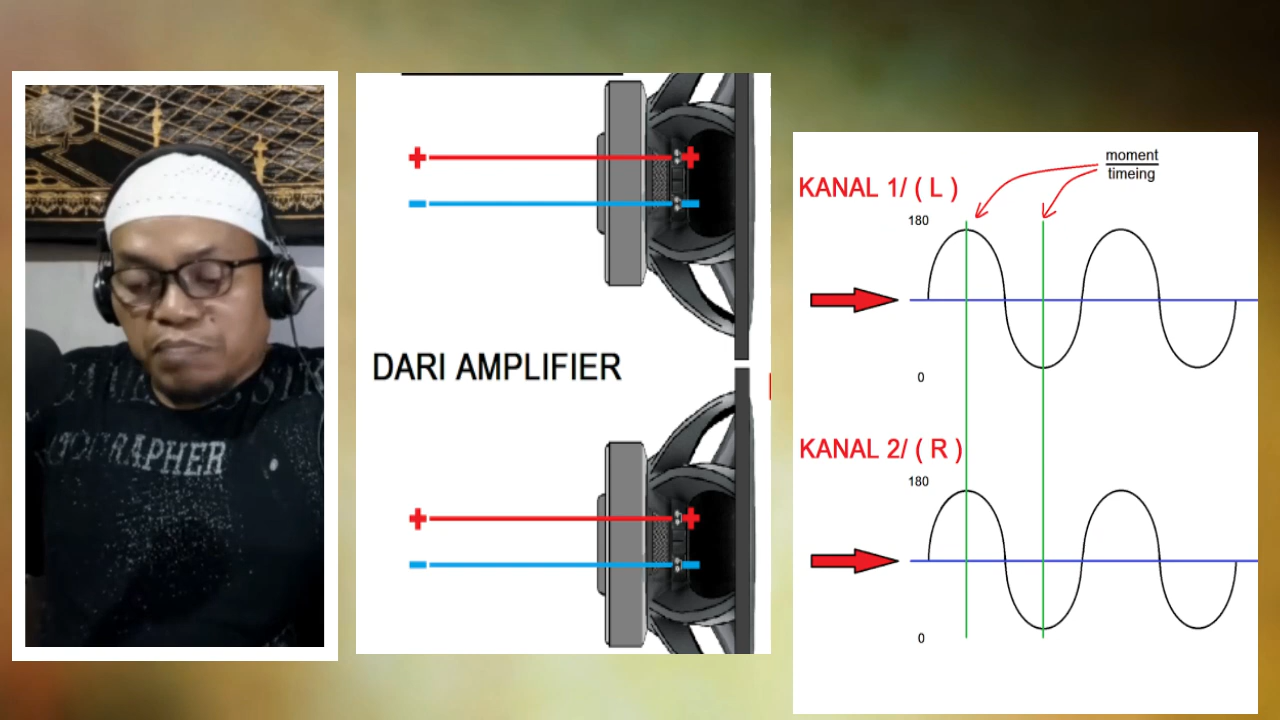 TOGRAPHER
+
+
-
-
DARI AMPLIFIER
+
+
-
-
moment
timeing
KANAL 1/ ( L )
180
0
KANAL 2/ ( R )
180
0